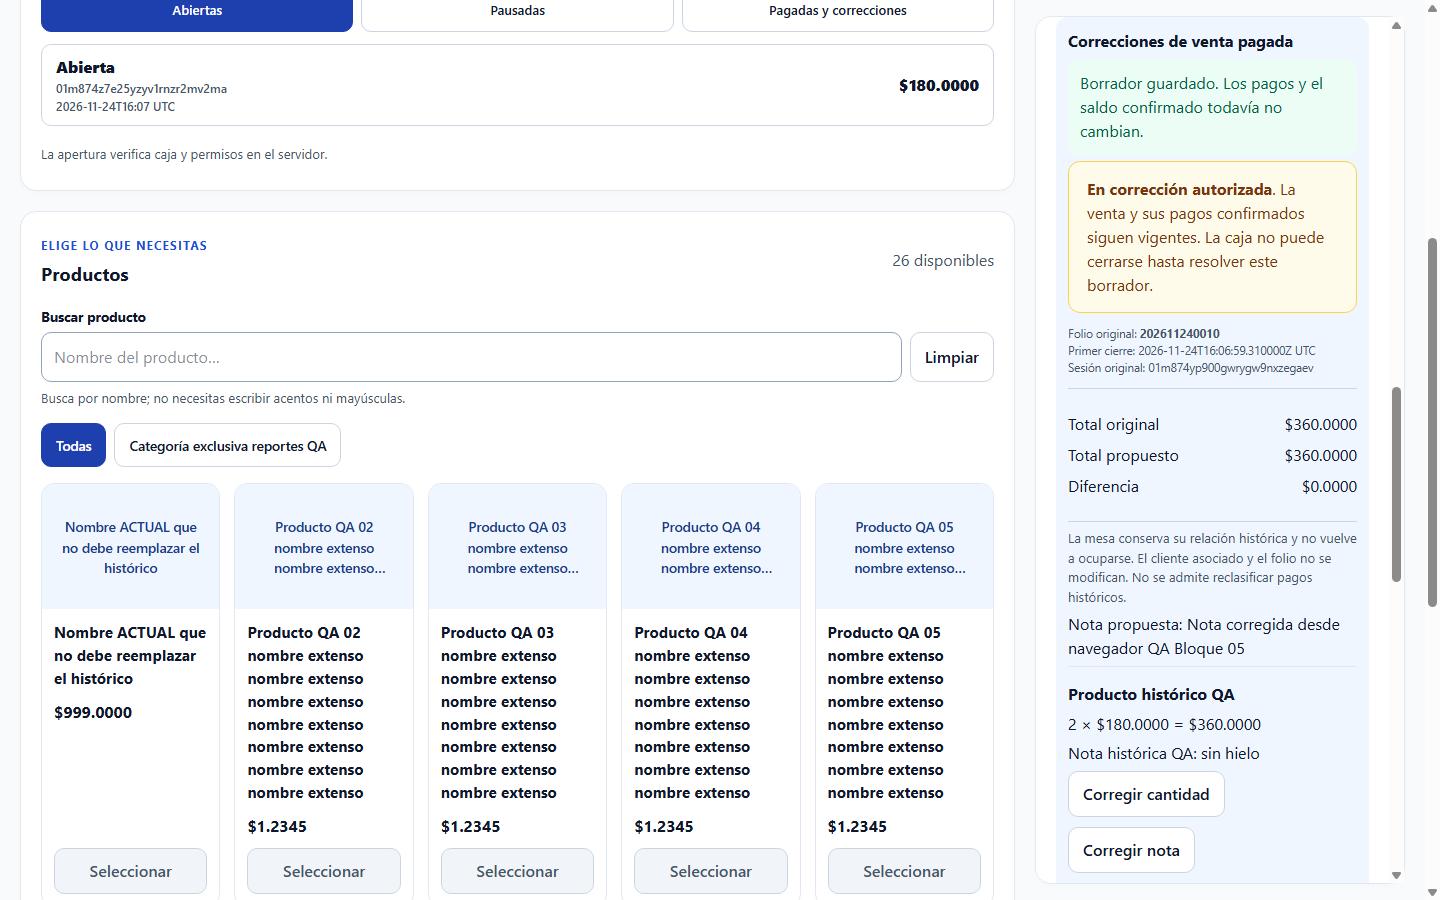 Abiertas
Pausadas
Pagadas y correcciones
Abierta
01m874z7e25yzyv1rnzr2mv2ma
2026-11-24T16:07 UTC
$180.0000
La apertura verifica caja y permisos en el servidor.
ELIGE LO QUE NECESITAS
Productos
26 disponibles
Buscar producto
Nombre del producto...
Limpiar
Busca por nombre; no necesitas escribir acentos ni mayúsculas.
Todas
Categoría exclusiva reportes QA
Nombre ACTUAL que
no debe reemplazar el
histórico
Nombre ACTUAL que
no debe reemplazar
el histórico
$999.0000
Seleccionar
Producto QA 02
nombre extenso
nombre extenso...
Producto QA 02
nombre extenso
nombre extenso
nombre extenso
nombre extenso
nombre extenso
nombre extenso
nombre extenso
$1.2345
Seleccionar
Producto QA 03
nombre extenso
nombre extenso...
Producto QA 03
nombre extenso
nombre extenso
nombre extenso
nombre extenso
nombre extenso
nombre extenso
nombre extenso
$1.2345
Seleccionar
Producto QA 04
nombre extenso
nombre extenso...
Producto QA 04
nombre extenso
nombre extenso
nombre extenso
nombre extenso
nombre extenso
nombre extenso
nombre extenso
$1.2345
Seleccionar
Producto QA 05
nombre extenso
nombre extenso...
Producto QA 05
nombre extenso
nombre extenso
nombre extenso
nombre extenso
nombre extenso
nombre extenso
nombre extenso
$1.2345
Seleccionar
Correcciones de venta pagada
Borrador guardado. Los pagos y el
saldo confirmado todavía no
cambian.
En corrección autorizada. La
venta y sus pagos confirmados
siguen vigentes. La caja no puede
cerrarse hasta resolver este
borrador.
Folio original: 202611240010
Primer cierre: 2026-11-24T16:06:59.310000Z UTC
Sesión original: 01m874yp900gwrygw9nxzegaev
Total original $360.0000
Total propuesto $360.0000
Diferencia $0.0000
La mesa conserva su relación histórica y no vuelve
a ocuparse. El cliente asociado y el folio no se
modifican. No se admite reclasificar pagos
históricos.
Nota propuesta: Nota corregida desde
navegador QA Bloque 05
Producto histórico QA
2 × $180.0000 = $360.0000
Nota histórica QA: sin hielo
Corregir cantidad
Corregir nota